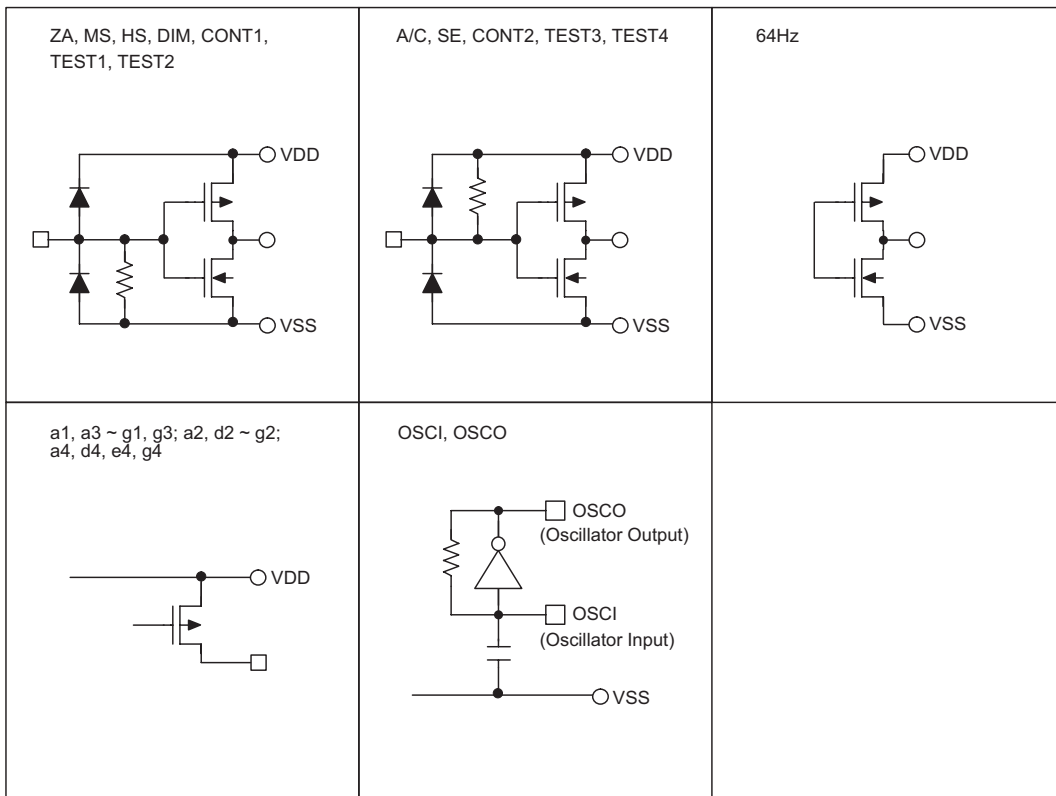 ZA, MS, HS, DIM, CONT1,
TEST1, TEST2
VDD
VSS
A/C, SE, CONT2, TEST3, TEST4
VDD
VSS
64Hz
VDD
VSS
a1, a3 ~ g1, g3; a2, d2 ~ g2;
a4, d4, e4, g4
VDD
OSCI, OSCO
OSCO
(Oscillator Output)
OSCI
(Oscillator Input)
VSS